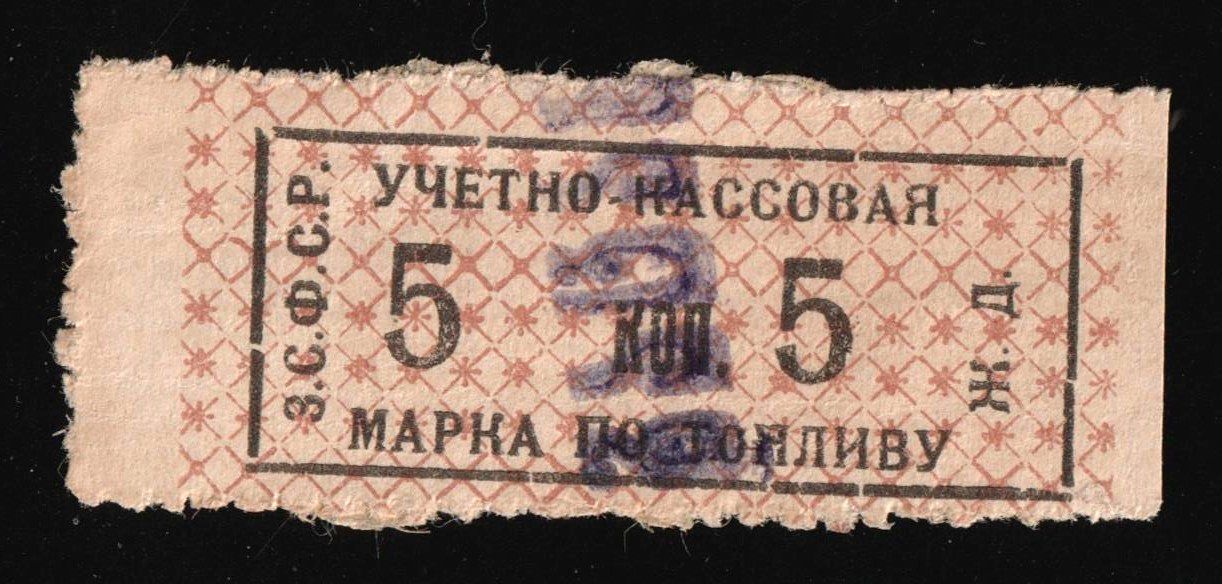 З.С.Ф.С.Р.
УЧЕТНО-КАССОВАЯ
5 КОП. 5
МАРКА ПО ТОПЛИВУ
Ж. Д.